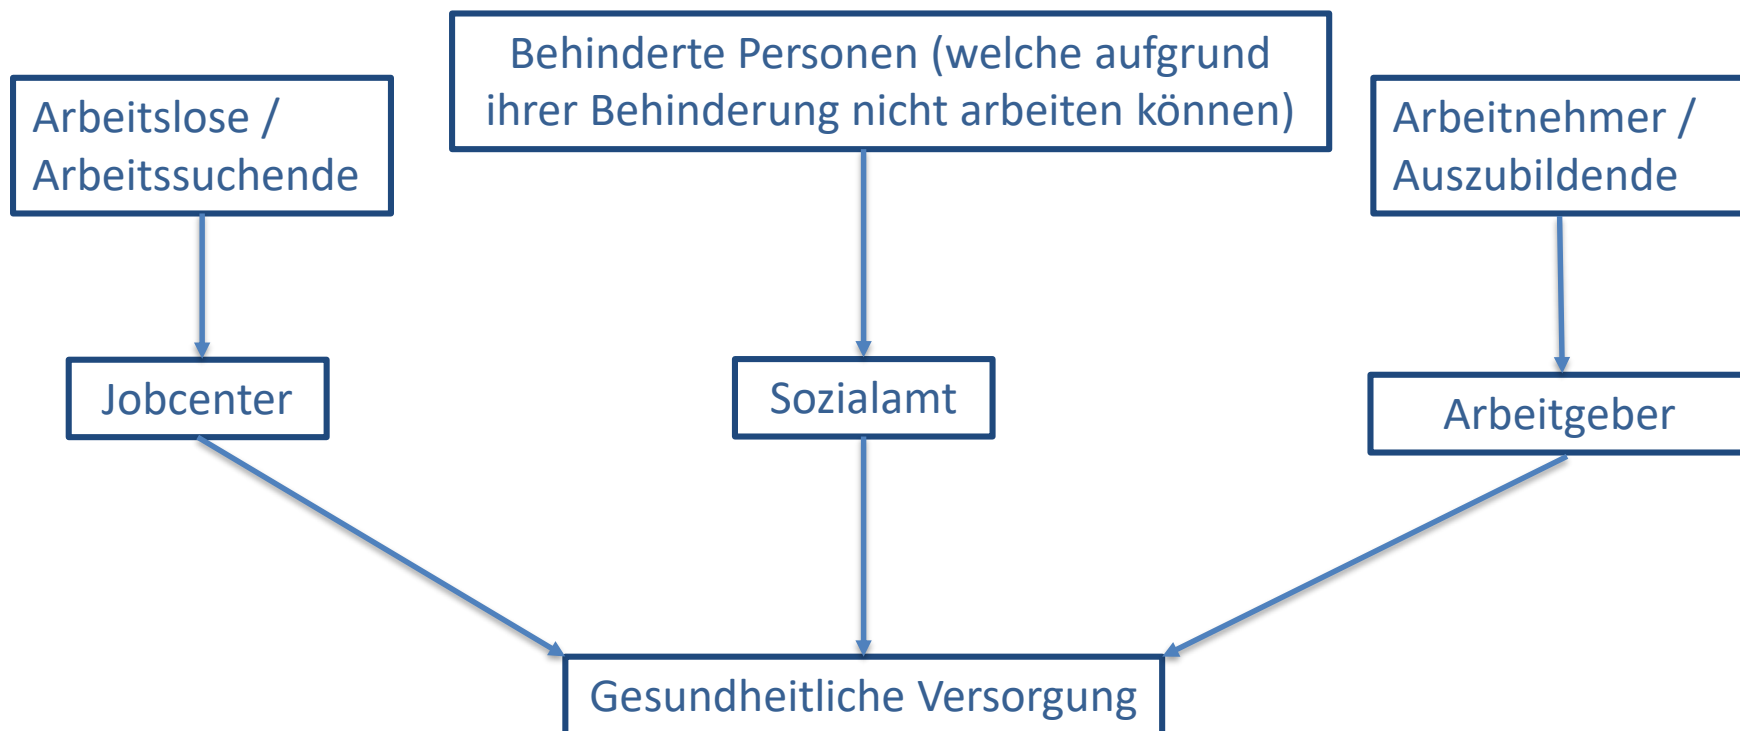 Behinderte Personen (welche aufgrund
ihrer Behinderung nicht arbeiten können)
Arbeitslose /
Arbeitssuchende
Arbeitnehmer /
Auszubildende
Jobcenter
Sozialamt
Arbeitgeber
Gesundheitliche Versorgung